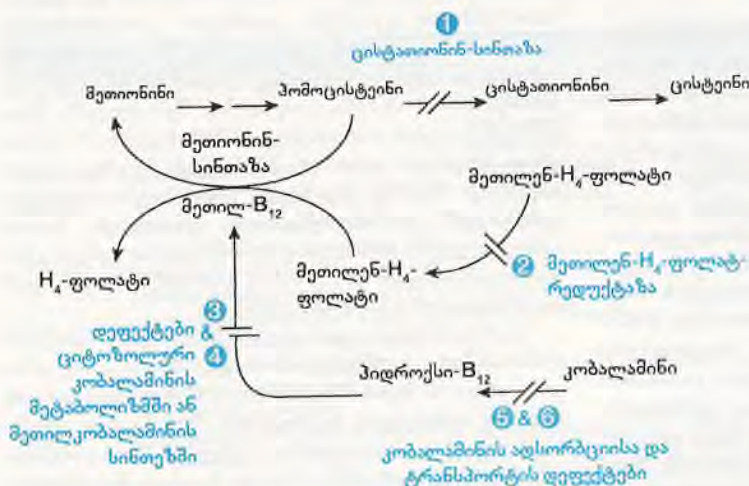 1
ცისტათიონინ-სინთაზა
მეთიონინი
ჰომოცისტეინი
ცისტათიონინი
ცისტეინი
მეთიონინ-
სინთაზა
მეთილ-B₁₂
მეთილენ-H₄-ფოლატი
H₄-ფოლატი
მეთილენ-H₄-
ფოლატი
2 მეთილენ-H₄-ფოლატ-
რედუქტაზა
3
დეფექტები &
ციტოზოლური 4
კობალამინის
მეტაბოლიზმში ან
მეთილკობალამინის
სინთეზში
ჰიდროქსი-B₁₂
კობალამინი
5 & 6
კობალამინის ადსორბციისა და
ტრანსპორტის დეფექტები